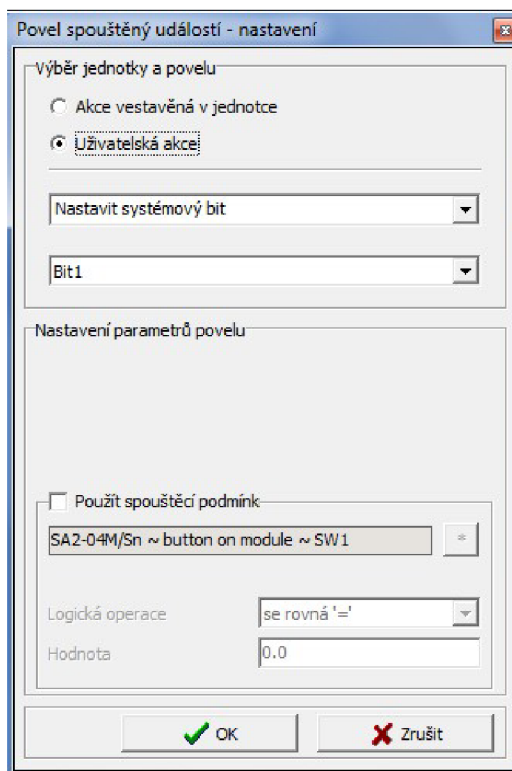 Povel spouštěný událostí - nastavení
Výběr jednotky a povelu
Akce vestavěná v jednotce
Uživatelská akce
Nastavit systémový bit
Bit1
Nastavení parametrů povelu
Použít spouštěcí podmínk
SA2-04M/Sn ~ button on module ~ SW1
*
Logická operace
se rovná '='
Hodnota
0.0
OK
Zrušit